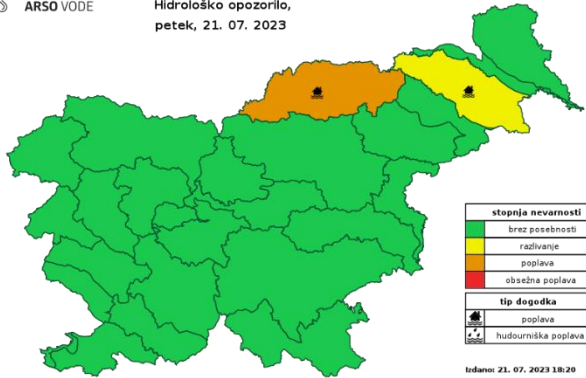 ARSO VODE
Hidrološko opozorilo,
petek, 21. 07. 2023
stopnja nevarnosti
brez posebnosti
razlivanje
poplava
obsežna poplava
tip dogodka
poplava
hudourniška poplava
Izdano: 21. 07. 2023 18:20